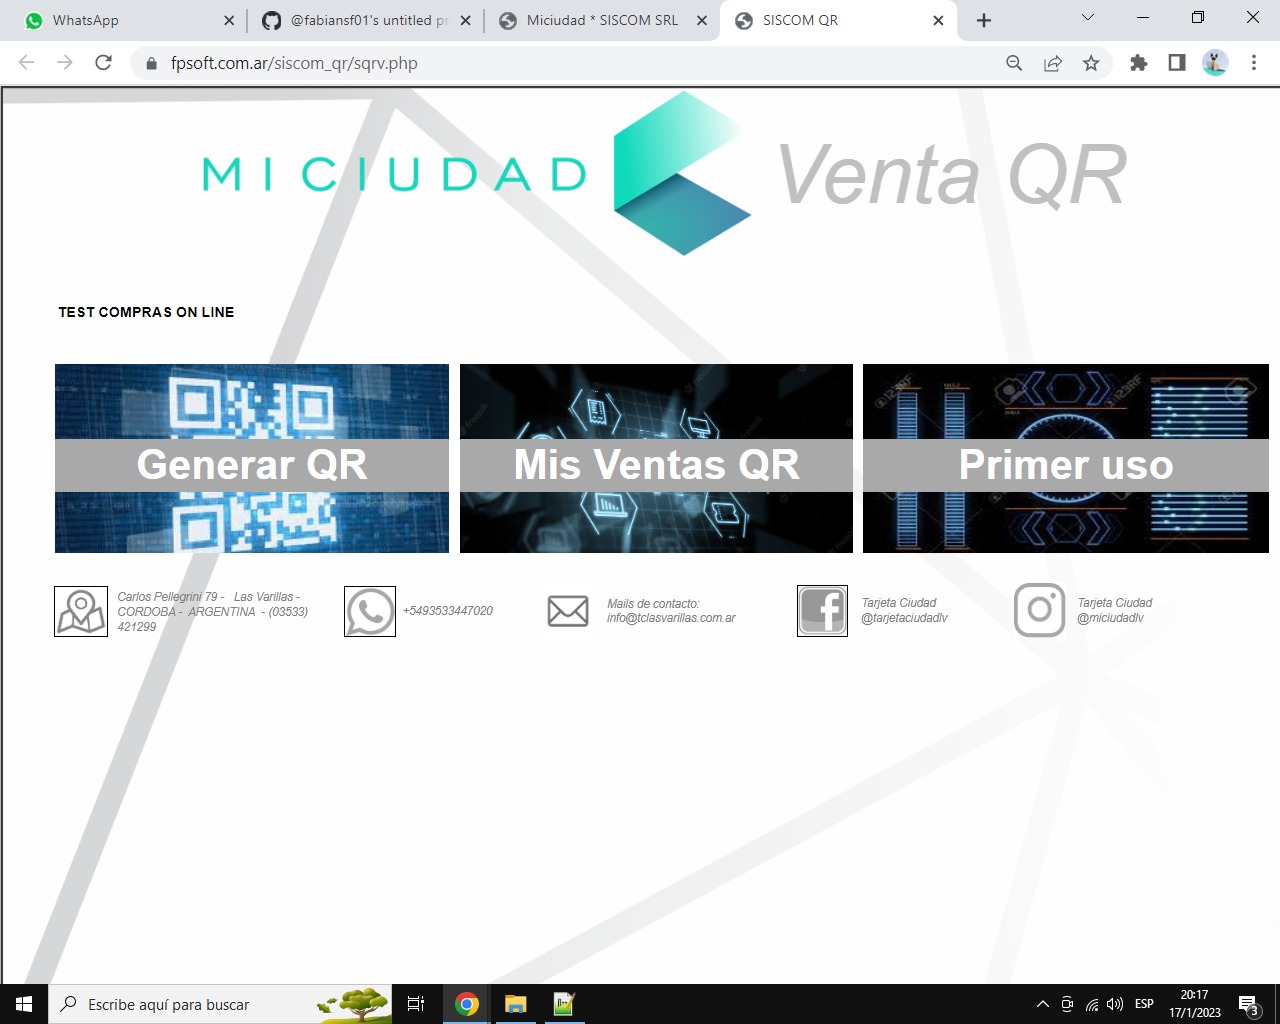 WhatsApp
@fabiansf01's untitled pr
Miciudad * SISCOM SRL
SISCOM QR
fpsoft.com.ar/siscom_qr/sqrv.php
MICIUDAD
Venta QR
TEST COMPRAS ON LINE
Generar QR
Mis Ventas QR
Primer uso
Carlos Pellegrini 79 - Las Varillas -
CORDOBA - ARGENTINA - (03533)
421299
+5493533447020
Mails de contacto:
info@tclasvarillas.com.ar
Tarjeta Ciudad
@tarjetaciudadlv
Tarjeta Ciudad
@miciudadlv
Escribe aquí para buscar
ESP
20:17
17/1/2023
3